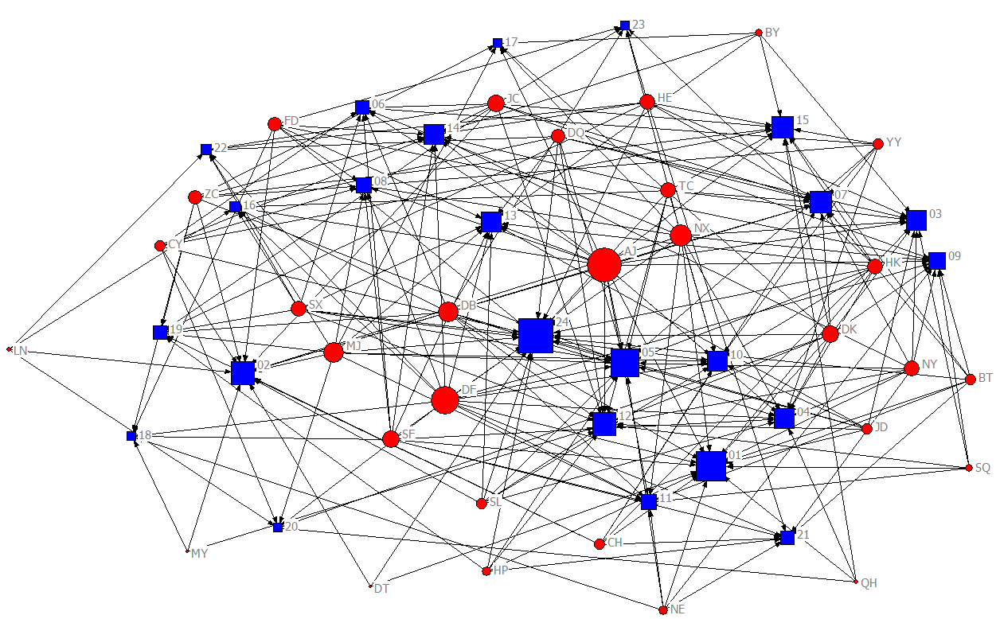 23
BY
17
JC
HE
06
FD
15
14
DQ
YY
22
08
TC
ZC
07
16
13
03
NX
CY
AJ
09
HK
SX
DB
24
19
DK
MJ
LN
05
10
02
NY
BT
DF
04
12
JD
SF
18
01
SQ
11
SL
20
21
CH
MY
HP
QH
DT
NE